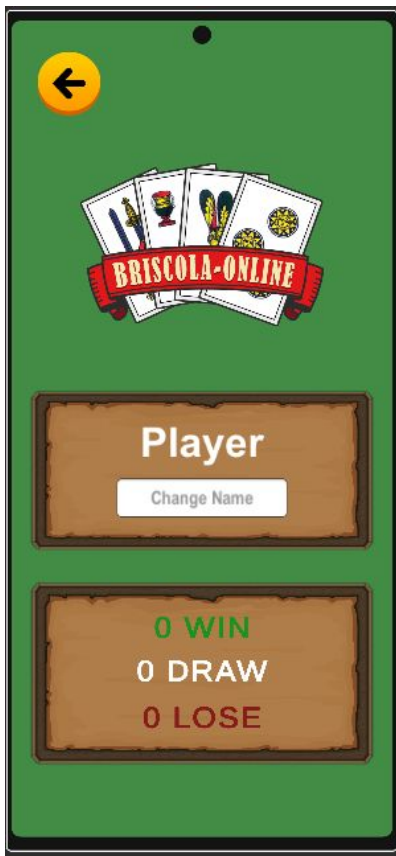 BRISCOLA-ONLINE
Player
Change Name
0 WIN
0 DRAW
0 LOSE